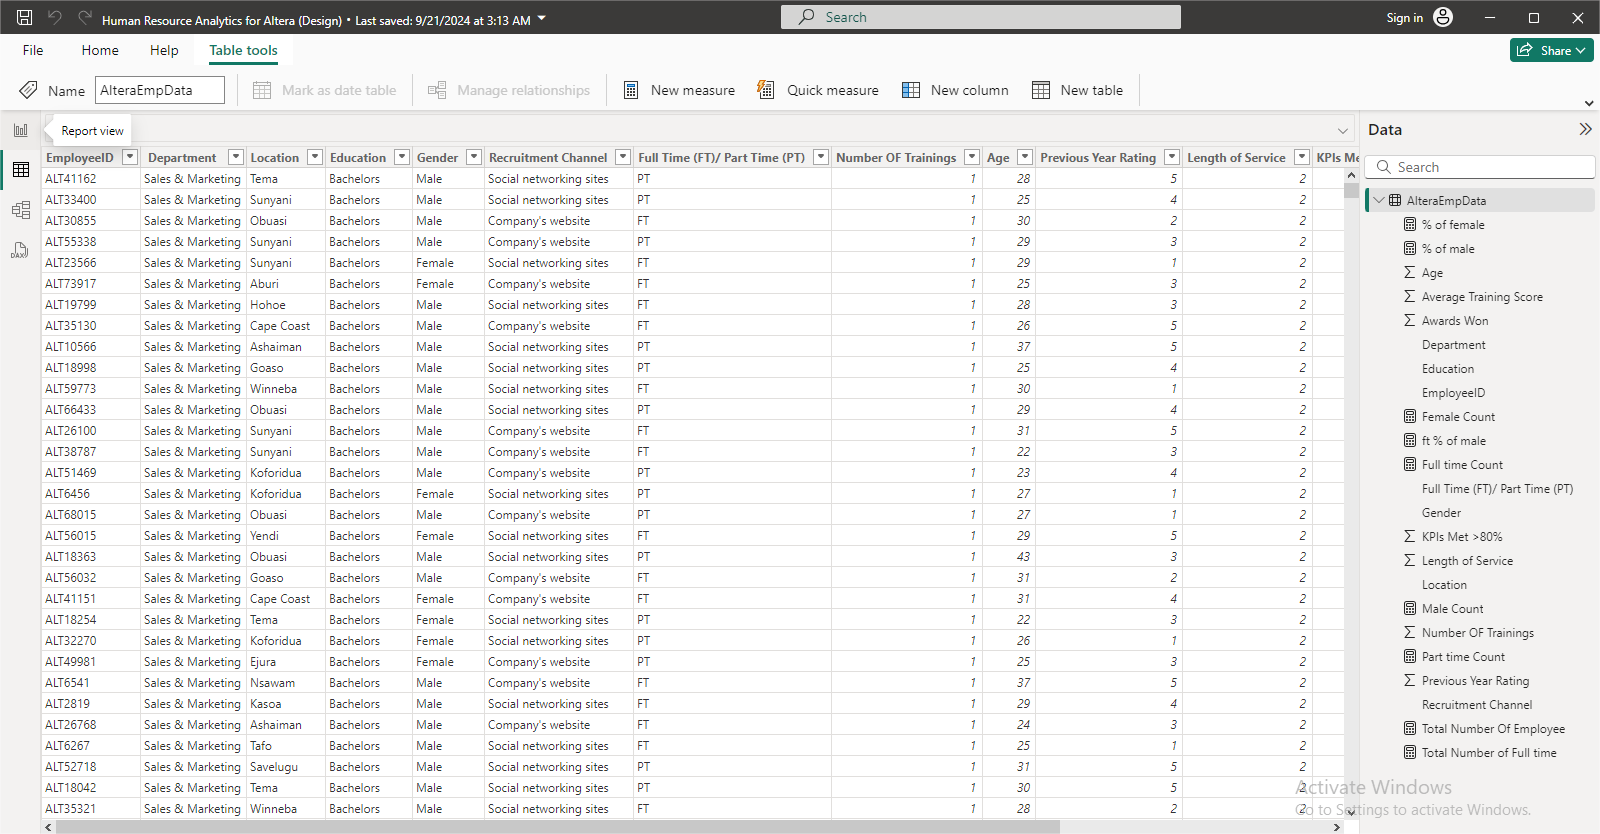 Human Resource Analytics for Altera (Design) • Last saved: 9/21/2024 at 3:13 AM
Search
Sign in
File Home Help Table tools
Share
Name AlteraEmpData Mark as date table Manage relationships New measure Quick measure New column New table
Report view
EmployeeID Department Location Education Gender Recruitment Channel Full Time (FT)/ Part Time (PT) Number OF Trainings Age Previous Year Rating Length of Service KPIs Me
ALT41162 Sales & Marketing Tema Bachelors Male Social networking sites PT 1 28 5 2
ALT33400 Sales & Marketing Sunyani Bachelors Male Social networking sites PT 1 25 4 2
ALT30855 Sales & Marketing Obuasi Bachelors Male Company's website FT 1 30 2 2
ALT55338 Sales & Marketing Sunyani Bachelors Male Company's website PT 1 29 3 2
ALT23566 Sales & Marketing Sunyani Bachelors Female Social networking sites FT 1 29 1 2
ALT73917 Sales & Marketing Aburi Bachelors Female Company's website FT 1 25 3 2
ALT19799 Sales & Marketing Hohoe Bachelors Male Social networking sites FT 1 28 3 2
ALT35130 Sales & Marketing Cape Coast Bachelors Male Company's website FT 1 26 5 2
ALT10566 Sales & Marketing Ashaiman Bachelors Male Social networking sites PT 1 37 5 2
ALT18998 Sales & Marketing Goaso Bachelors Male Social networking sites PT 1 25 4 2
ALT59773 Sales & Marketing Winneba Bachelors Male Social networking sites FT 1 30 1 2
ALT66433 Sales & Marketing Obuasi Bachelors Male Social networking sites PT 1 29 4 2
ALT26100 Sales & Marketing Sunyani Bachelors Male Company's website FT 1 31 5 2
ALT38787 Sales & Marketing Sunyani Bachelors Male Company's website FT 1 22 3 2
ALT51469 Sales & Marketing Koforidua Bachelors Male Company's website PT 1 23 4 2
ALT6456 Sales & Marketing Koforidua Bachelors Female Social networking sites PT 1 27 1 2
ALT68015 Sales & Marketing Obuasi Bachelors Male Company's website PT 1 27 1 2
ALT56015 Sales & Marketing Yendi Bachelors Female Social networking sites FT 1 29 5 2
ALT18363 Sales & Marketing Obuasi Bachelors Male Social networking sites PT 1 43 3 2
ALT56032 Sales & Marketing Goaso Bachelors Male Company's website FT 1 31 2 2
ALT41151 Sales & Marketing Cape Coast Bachelors Female Company's website FT 1 31 4 2
ALT18254 Sales & Marketing Tema Bachelors Female Social networking sites PT 1 22 3 2
ALT32270 Sales & Marketing Koforidua Bachelors Female Social networking sites PT 1 26 1 2
ALT49981 Sales & Marketing Ejura Bachelors Female Company's website PT 1 25 3 2
ALT6541 Sales & Marketing Nsawam Bachelors Male Company's website FT 1 37 5 2
ALT2819 Sales & Marketing Kasoa Bachelors Male Social networking sites PT 1 29 4 2
ALT26768 Sales & Marketing Ashaiman Bachelors Male Company's website FT 1 24 3 2
ALT6267 Sales & Marketing Tafo Bachelors Male Social networking sites FT 1 25 1 2
ALT52718 Sales & Marketing Savelugu Bachelors Male Social networking sites PT 1 31 5 2
ALT18042 Sales & Marketing Tema Bachelors Male Social networking sites PT 1 30 5 2
ALT35321 Sales & Marketing Winneba Bachelors Male Social networking sites FT 1 28 2 2
Data
Search
AlteraEmpData
% of female
% of male
Age
Average Training Score
Awards Won
Department
Education
EmployeeID
Female Count
ft % of male
Full time Count
Full Time (FT)/ Part Time (PT)
Gender
KPIs Met >80%
Length of Service
Location
Male Count
Number OF Trainings
Part time Count
Previous Year Rating
Recruitment Channel
Total Number Of Employee
Total Number of Full time
Activate Windows
Go to Settings to activate Windows.